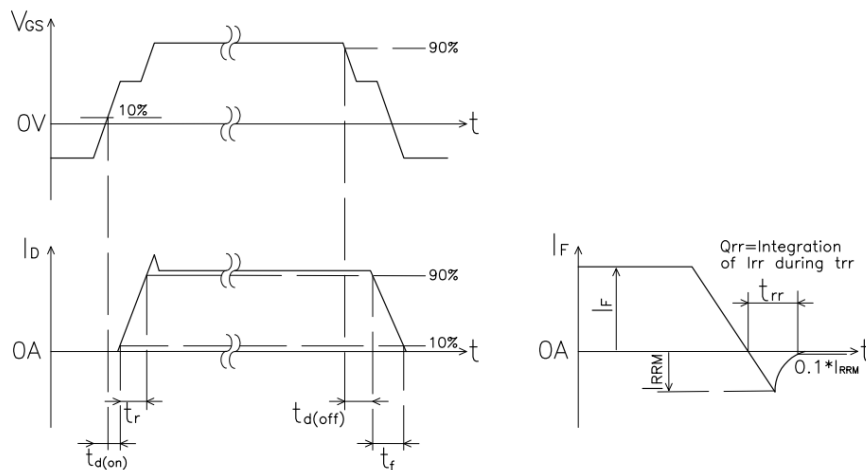 VGS
90%
10%
0V
t
ID
90%
10%
0A
t
tr
td(off)
td(on)
tf
IF
Qrr=Integration
of Irr during trr
trr
IF
0A
t
IRRM
0.1*IRRM